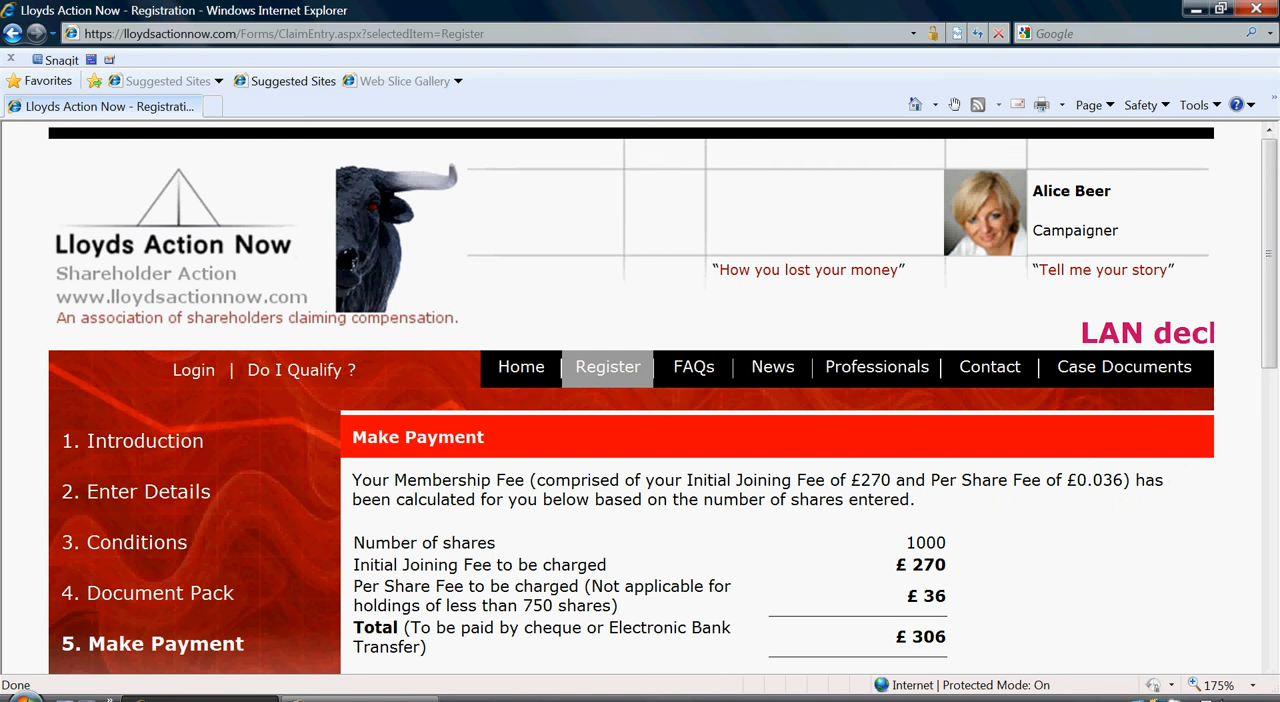 Lloyds Action Now - Registration - Windows Internet Explorer
https://lloydsactionnow.com/Forms/ClaimEntry.aspx?selectedItem=Register
Google
x Snagit
Favorites Suggested Sites Suggested Sites Web Slice Gallery
Lloyds Action Now - Registrati...
Page Safety Tools
Lloyds Action Now
Shareholder Action
www.lloydsactionnow.com
An association of shareholders claiming compensation.
Alice Beer
Campaigner
“How you lost your money”
“Tell me your story”
LAN decl
Login | Do I Qualify ?
Home | Register | FAQs | News | Professionals | Contact | Case Documents
1. Introduction
2. Enter Details
3. Conditions
4. Document Pack
5. Make Payment
Make Payment
Your Membership Fee (comprised of your Initial Joining Fee of £270 and Per Share Fee of £0.036) has
been calculated for you below based on the number of shares entered.
Number of shares 1000
Initial Joining Fee to be charged £ 270
Per Share Fee to be charged (Not applicable for
holdings of less than 750 shares) £ 36
Total (To be paid by cheque or Electronic Bank
Transfer) £ 306
Done
Internet | Protected Mode: On
175%